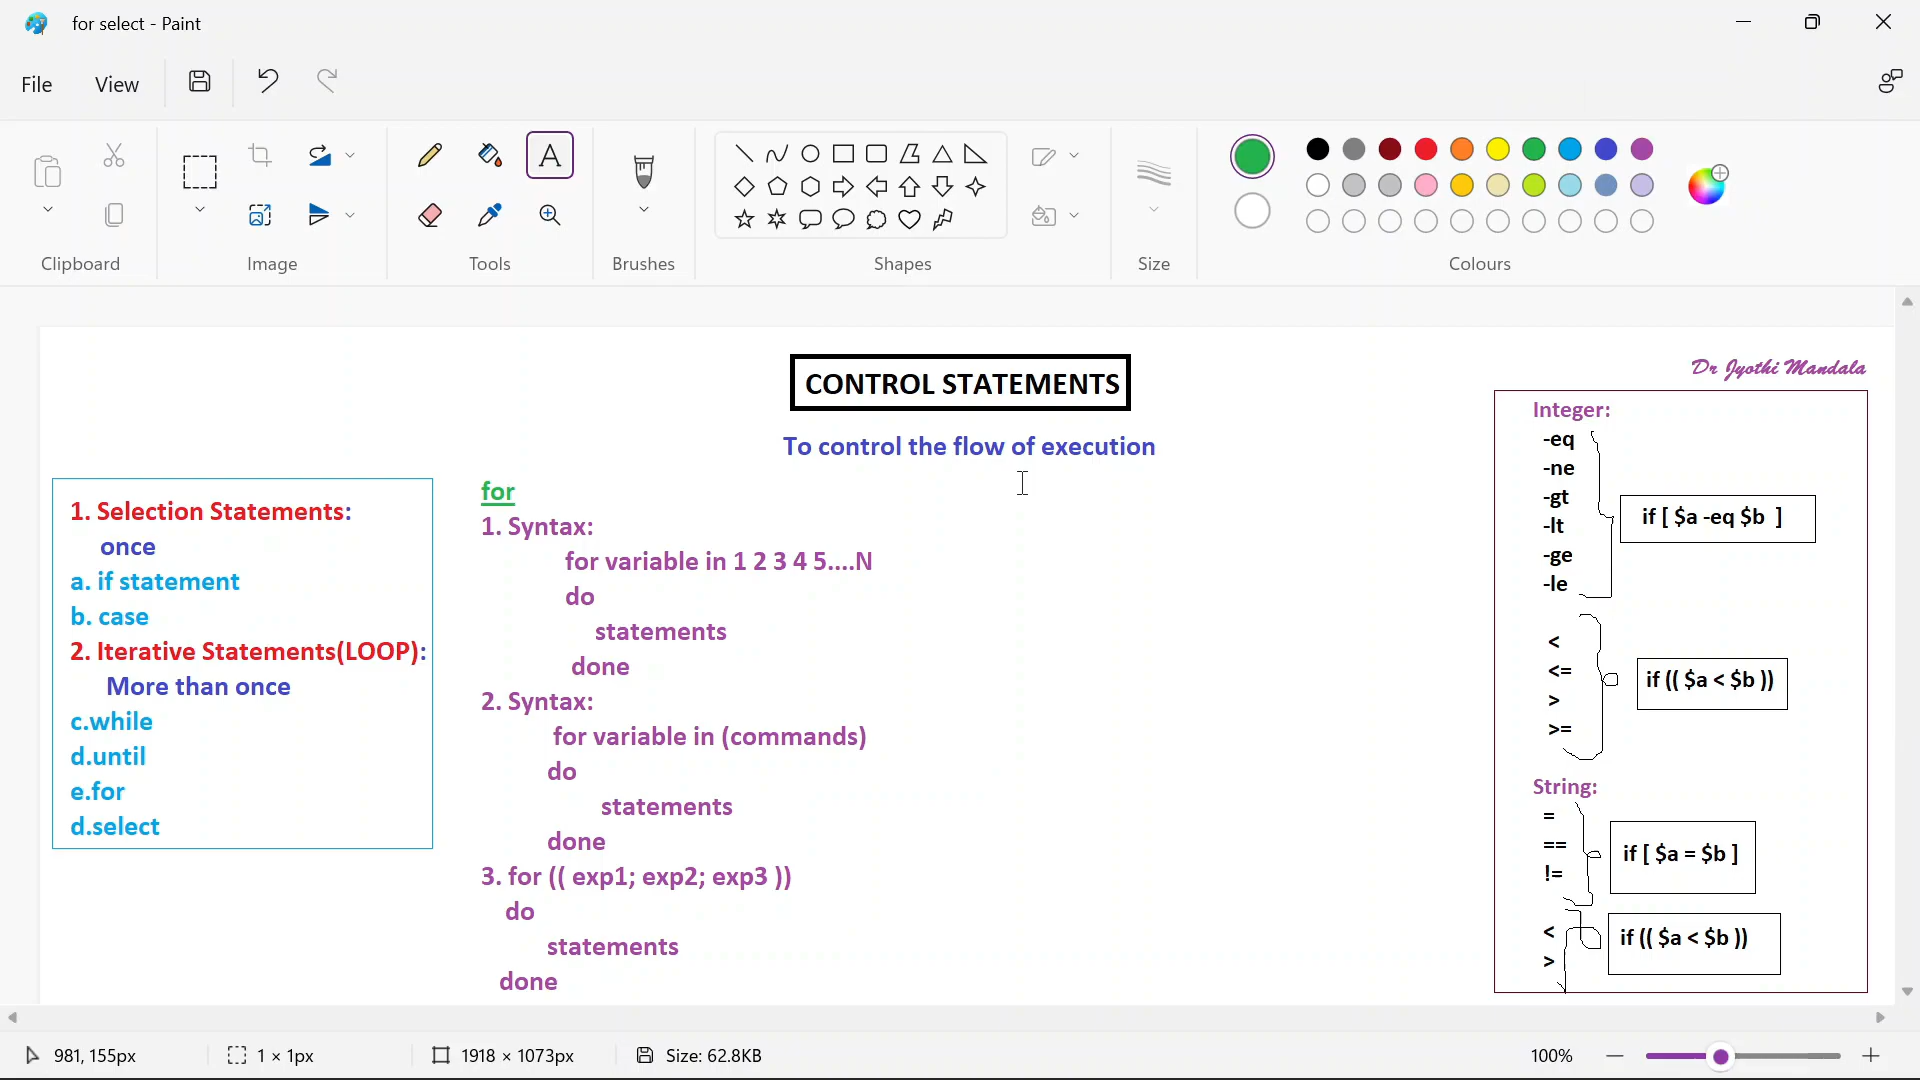 for select - Paint
File
View
Clipboard
Image
Tools
Brushes
Shapes
Size
Colours
A
CONTROL STATEMENTS
To control the flow of execution
Dr Jyothi Mandala
1. Selection Statements:
once
a. if statement
b. case
2. Iterative Statements(LOOP):
More than once
c.while
d.until
e.for
d.select
for
1. Syntax:
for variable in 1 2 3 4 5....N
do
statements
done
2. Syntax:
for variable in (commands)
do
statements
done
3. for (( exp1; exp2; exp3 ))
do
statements
done
Integer:
-eq
-ne
-gt
-lt
-ge
-le
if [ $a -eq $b ]
<
<=
>
>=
if (( $a < $b ))
String:
=
==
!=
if [ $a = $b ]
<
>
if (( $a < $b ))
981, 155px
1 × 1px
1918 × 1073px
Size: 62.8KB
100%